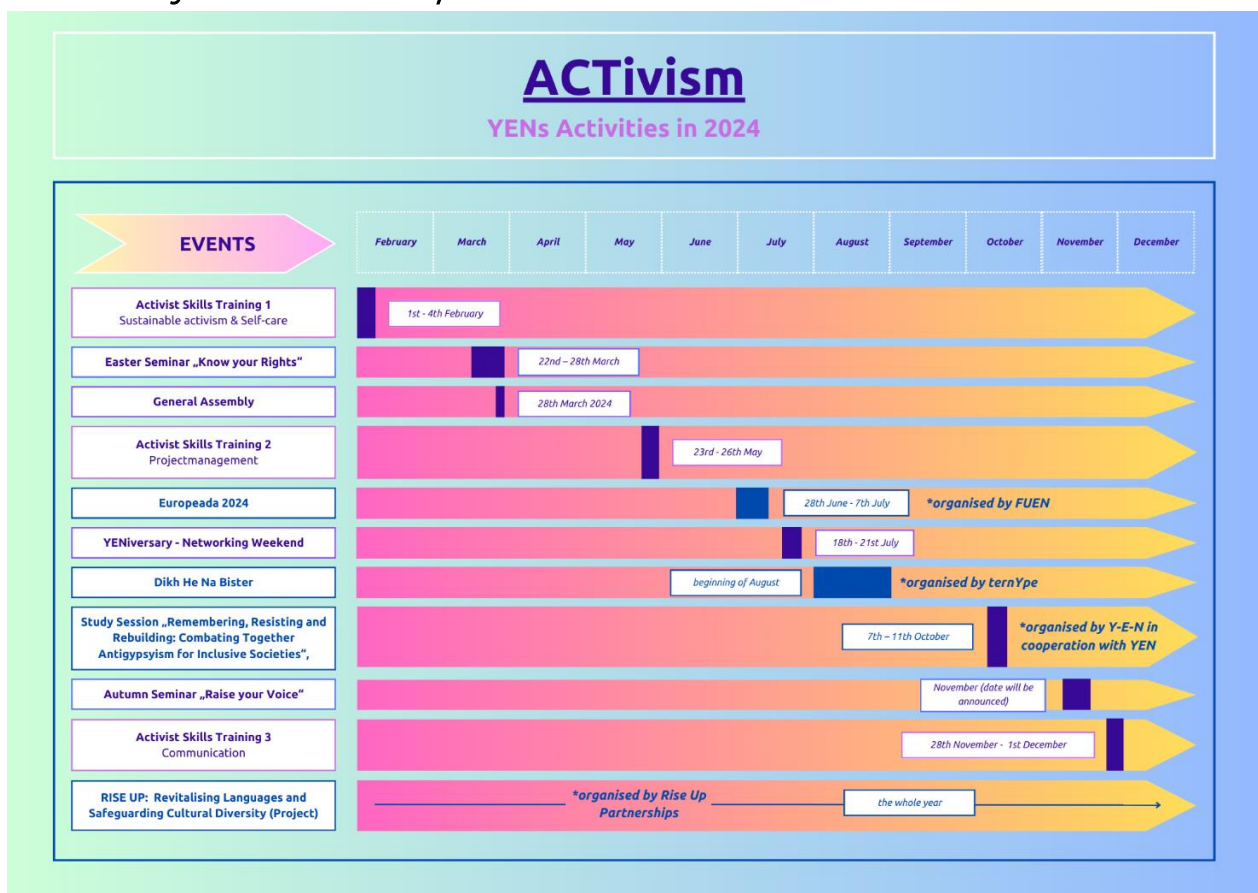 ACTivism
YENs Activities in 2024
EVENTS
February March April May June July August September October November December
Activist Skills Training 1
Sustainable activism & Self-care
1st - 4th February
Easter Seminar „Know your Rights“
22nd – 28th March
General Assembly
28th March 2024
Activist Skills Training 2
Projectmanagement
23rd - 26th May
Europeada 2024
28th June - 7th July
*organised by FUEN
YENiversary - Networking Weekend
18th - 21st July
Dikh He Na Bister
beginning of August
*organised by ternYpe
Study Session „Remembering, Resisting and
Rebuilding: Combating Together
Antigypsyism for Inclusive Societies“,
7th – 11th October
*organised by Y-E-N in
cooperation with YEN
Autumn Seminar „Raise your Voice“
November (date will be
announced)
Activist Skills Training 3
Communication
28th November - 1st December
RISE UP: Revitalising Languages and
Safeguarding Cultural Diversity (Project)
*organised by Rise Up
Partnerships
the whole year